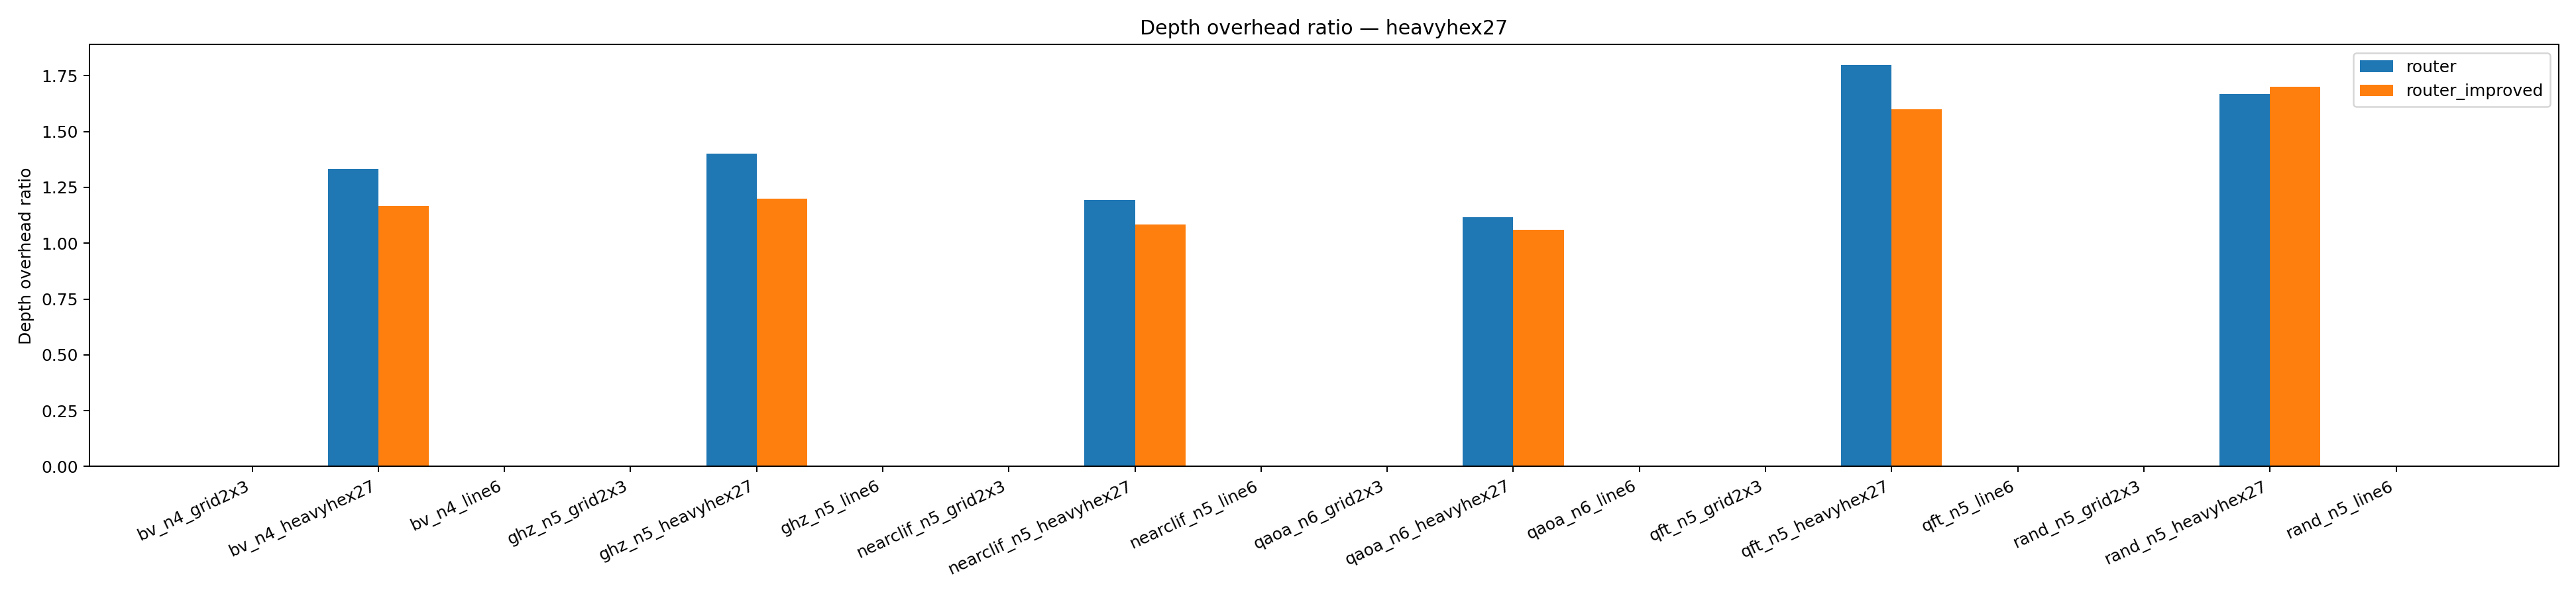 Depth overhead ratio — heavyhex27
router
router_improved
Depth overhead ratio
1.75
1.50
1.25
1.00
0.75
0.50
0.25
0.00
bv_n4_grid2x3
bv_n4_heavyhex27
bv_n4_line6
ghz_n5_grid2x3
ghz_n5_heavyhex27
ghz_n5_line6
nearclif_n5_grid2x3
nearclif_n5_heavyhex27
nearclif_n5_line6
qaoa_n6_grid2x3
qaoa_n6_heavyhex27
qaoa_n6_line6
qft_n5_grid2x3
qft_n5_heavyhex27
qft_n5_line6
rand_n5_grid2x3
rand_n5_heavyhex27
rand_n5_line6